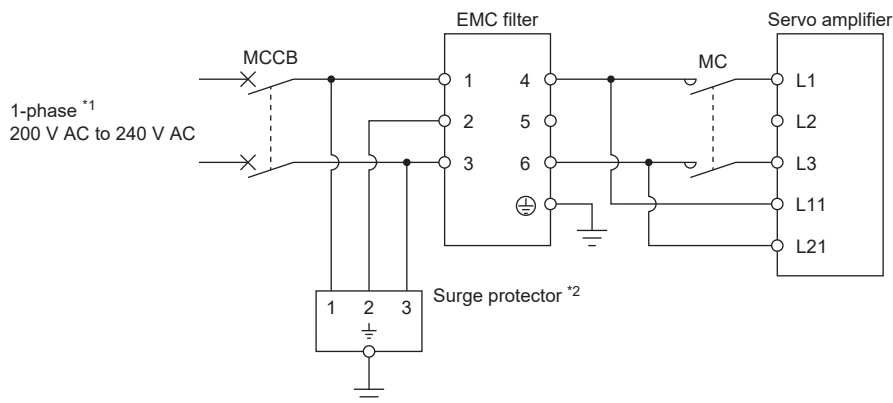 EMC filter
Servo amplifier
MCCB
MC
1-phase *1
200 V AC to 240 V AC
1
4
L1
2
5
L2
3
6
L3
L11
L21
Surge protector *2
1 2 3